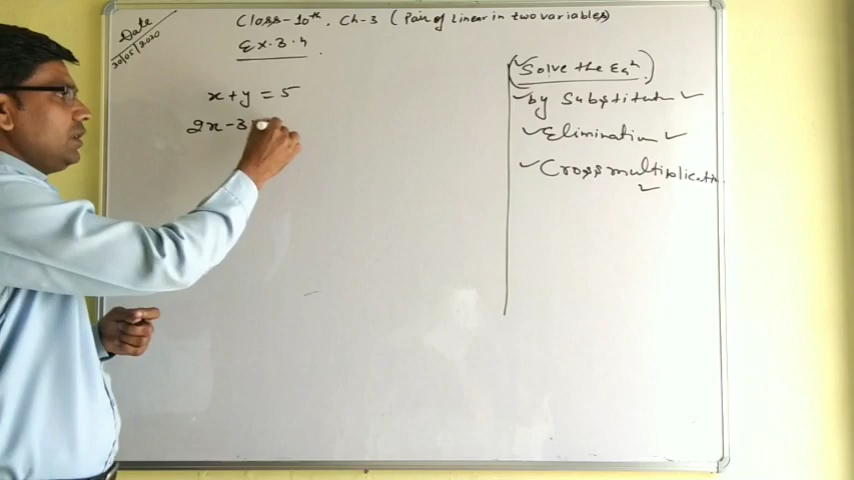 Date
30/05/2020
Class-10th, Ch-3 (Pair of Linear in two variables)
Ex. 3.4
x + y = 5
2x - 3
(Solve the Eqn.)
by Substitutn
Elimination
Cross multiplication